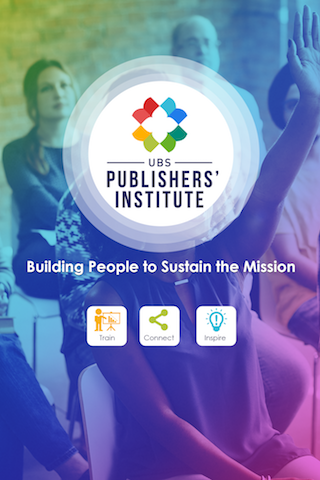 UBS
PUBLISHERS'
INSTITUTE
Building People to Sustain the Mission
Train
Connect
Inspire